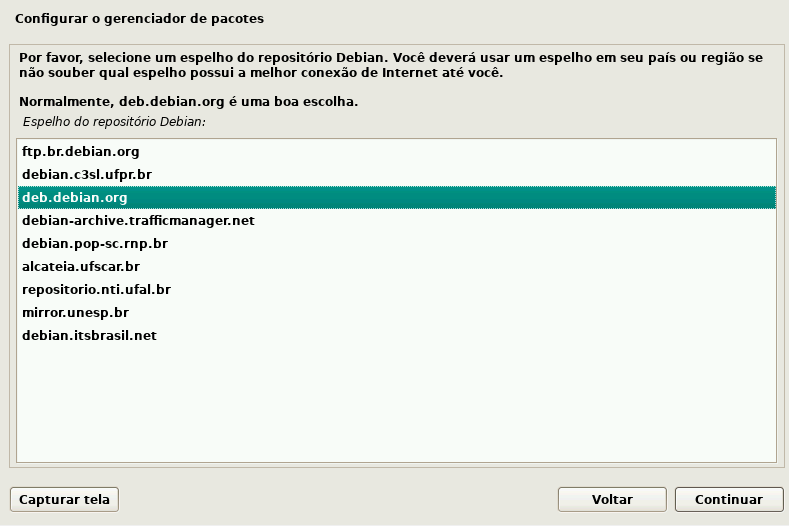 Configurar o gerenciador de pacotes
Por favor, selecione um espelho do repositório Debian. Você deverá usar um espelho em seu país ou região se
não souber qual espelho possui a melhor conexão de Internet até você.
Normalmente, deb.debian.org é uma boa escolha.
Espelho do repositório Debian:
ftp.br.debian.org
debian.c3sl.ufpr.br
deb.debian.org
debian-archive.trafficmanager.net
debian.pop-sc.rnp.br
alcateia.ufscar.br
repositorio.nti.ufal.br
mirror.unesp.br
debian.itsbrasil.net
Capturar tela
Voltar
Continuar